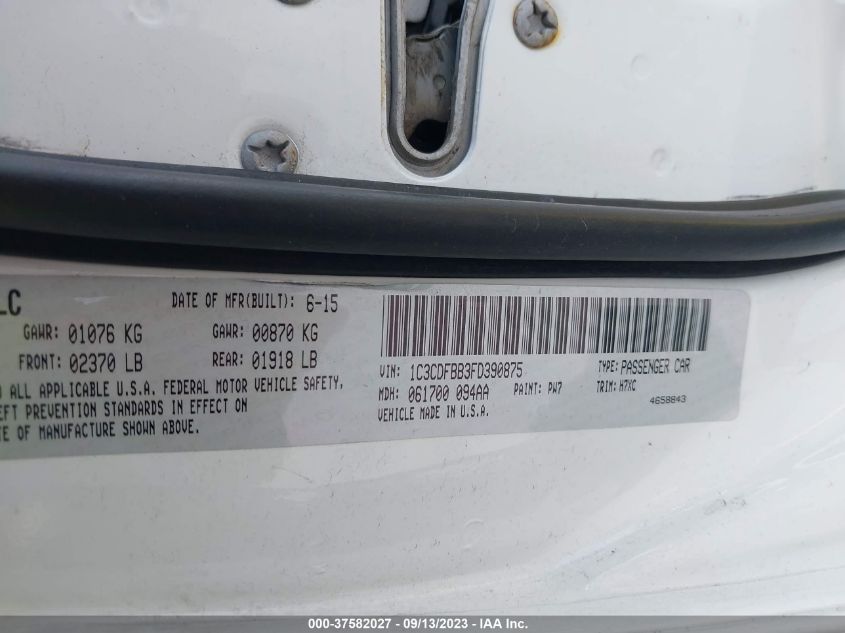 LC DATE OF MFR(BUILT): 6-15
GAWR: 01076 KG GAWR: 00870 KG
FRONT: 02370 LB REAR: 01918 LB
O ALL APPLICABLE U.S.A. FEDERAL MOTOR VEHICLE SAFETY,
EFT PREVENTION STANDARDS IN EFFECT ON
TE OF MANUFACTURE SHOWN ABOVE.
VIN: 1C3CDFBB3FD390875 TYPE: PASSENGER CAR
MDH: 061700 094AA PAINT: PW7 TRIM: H7XC
VEHICLE MADE IN U.S.A. 4658843
000-37582027 - 09/13/2023 - IAA Inc.